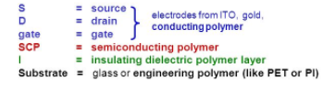 S = source
D = drain
gate = gate
electrodes from ITO, gold,
conducting polymer
SCP = semiconducting polymer
I = insulating dielectric polymer layer
Substrate = glass or engineering polymer (like PET or PI)